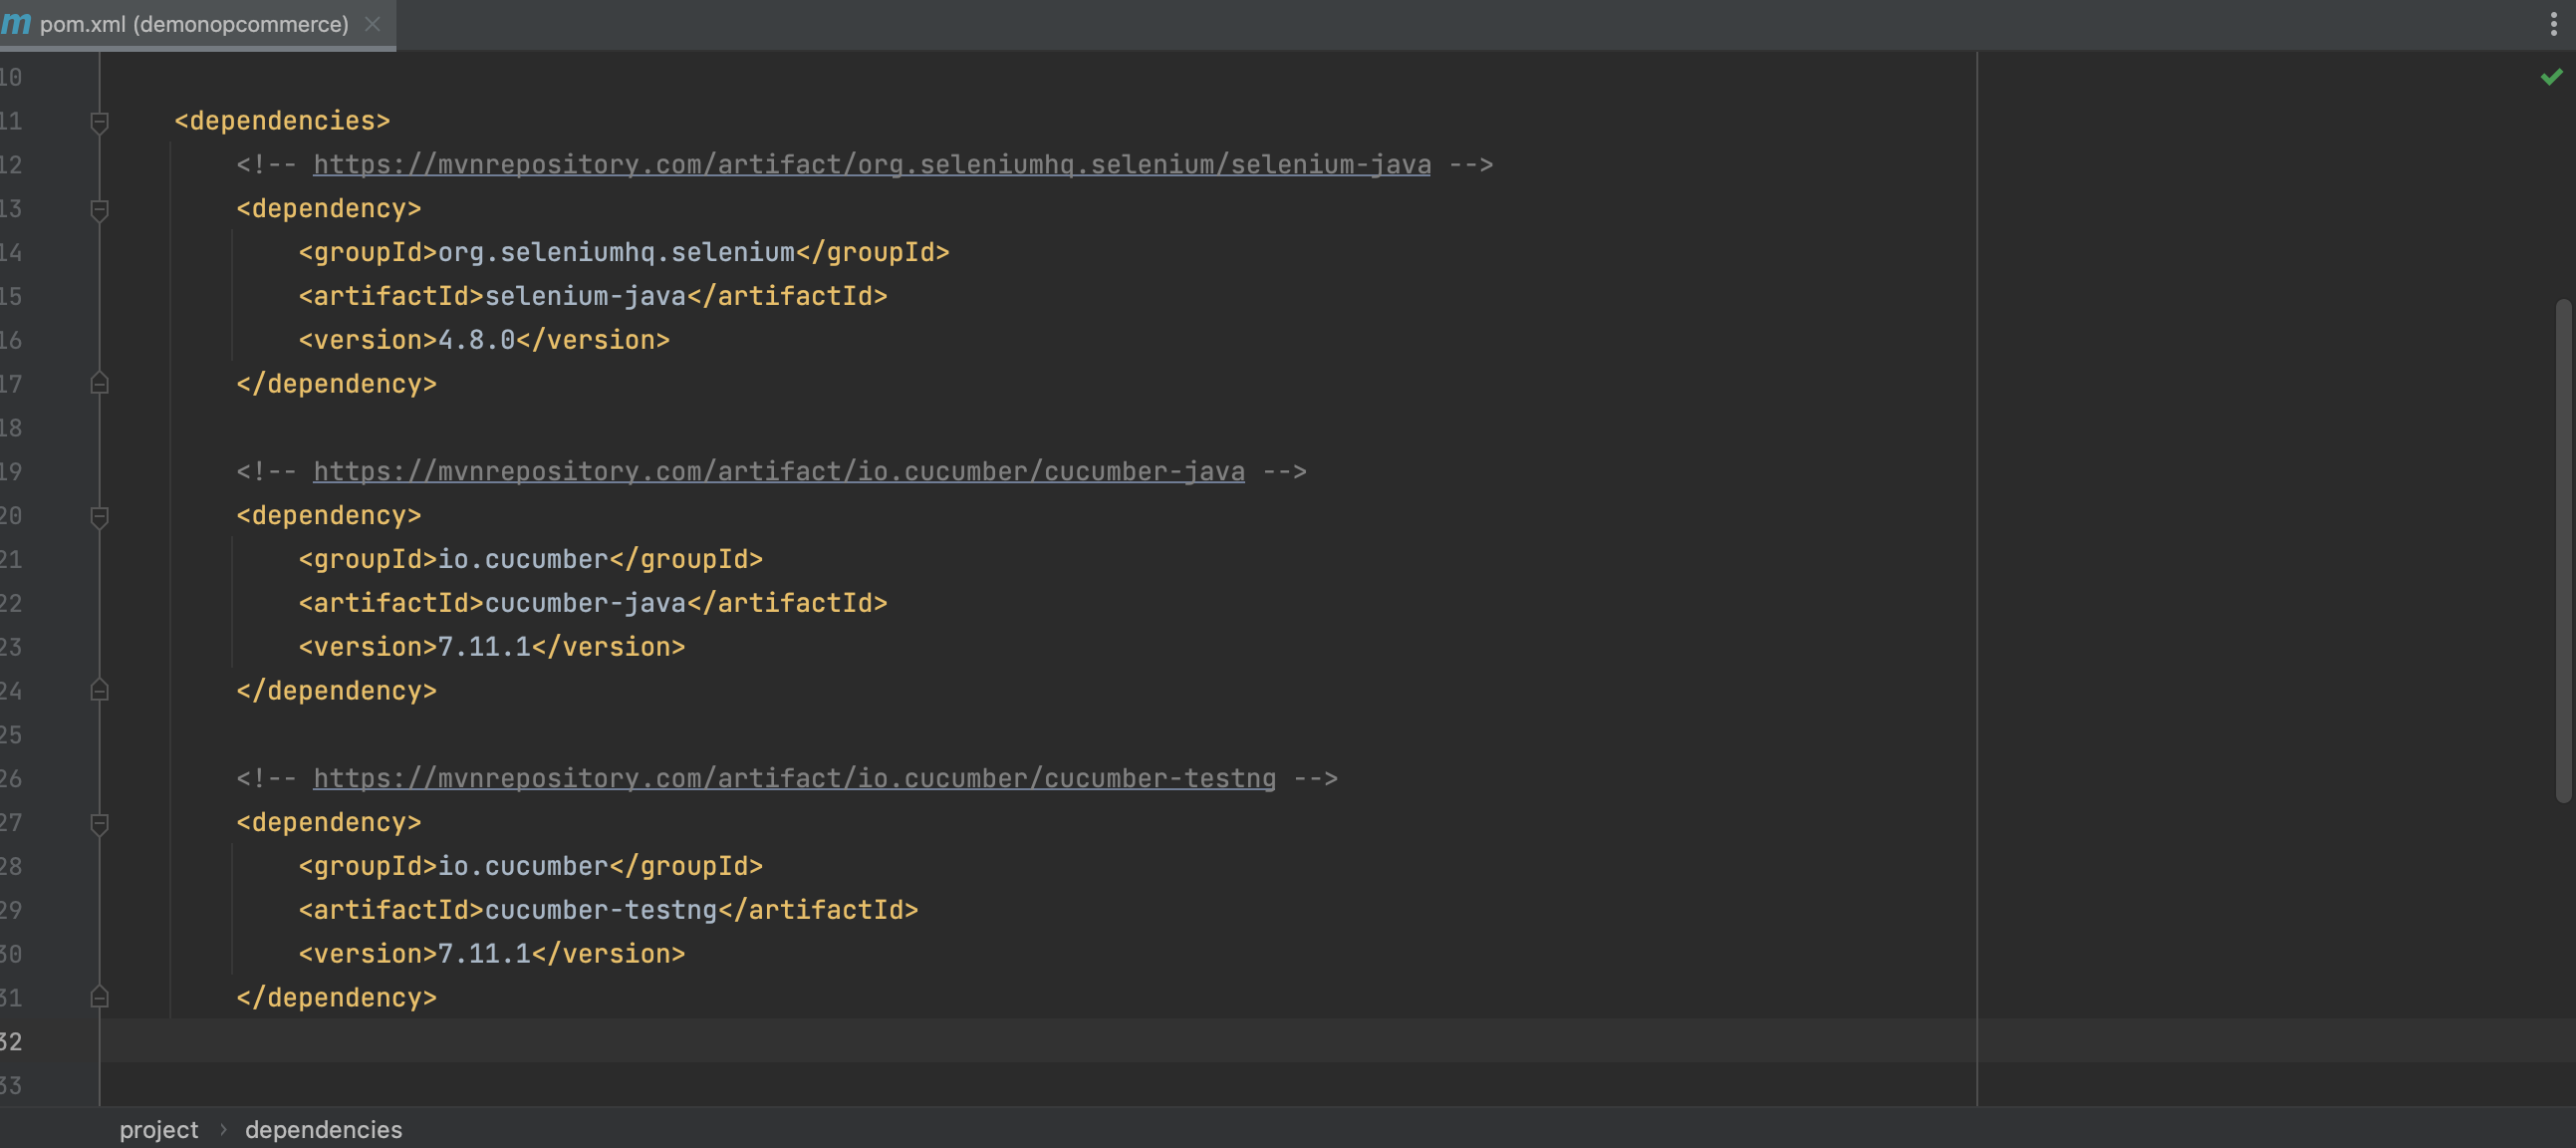 m pom.xml (demonopcommerce)
10
11 <dependencies>
12 <!-- https://mvnrepository.com/artifact/org.seleniumhq.selenium/selenium-java -->
13 <dependency>
14 <groupId>org.seleniumhq.selenium</groupId>
15 <artifactId>selenium-java</artifactId>
16 <version>4.8.0</version>
17 </dependency>
18
19 <!-- https://mvnrepository.com/artifact/io.cucumber/cucumber-java -->
20 <dependency>
21 <groupId>io.cucumber</groupId>
22 <artifactId>cucumber-java</artifactId>
23 <version>7.11.1</version>
24 </dependency>
25
26 <!-- https://mvnrepository.com/artifact/io.cucumber/cucumber-testng -->
27 <dependency>
28 <groupId>io.cucumber</groupId>
29 <artifactId>cucumber-testng</artifactId>
30 <version>7.11.1</version>
31 </dependency>
32
33
project › dependencies